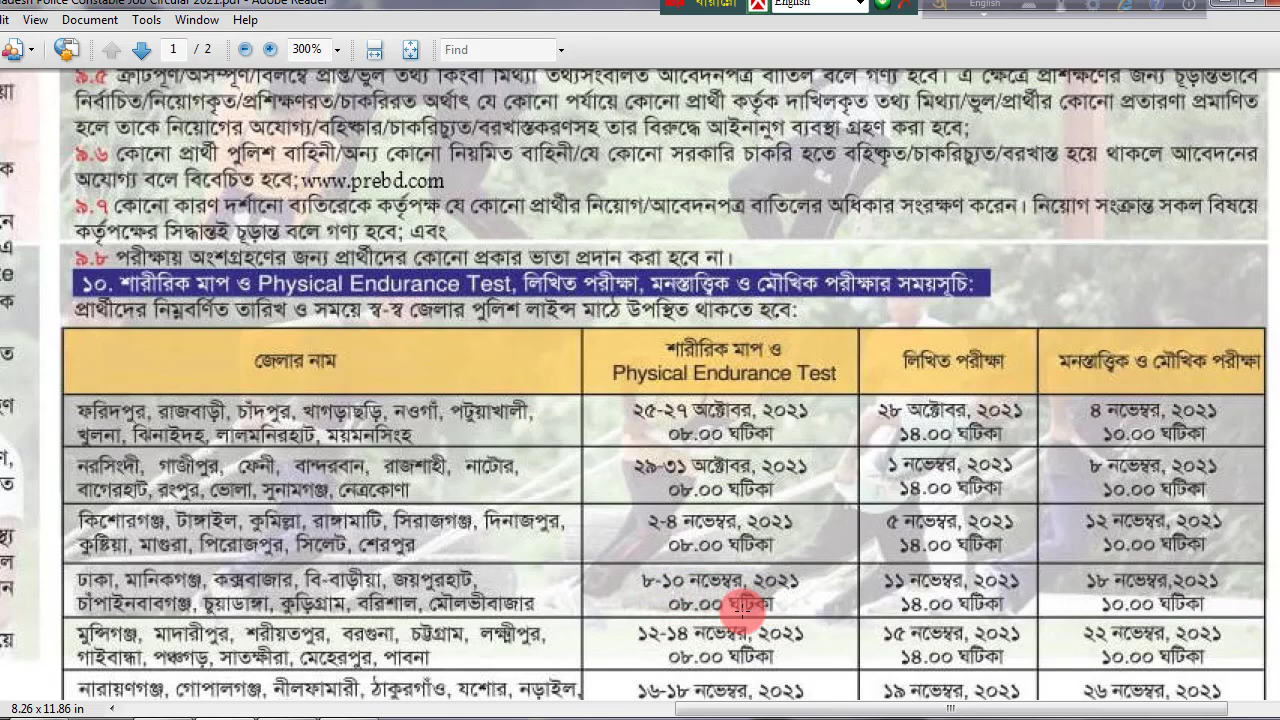 Bangladesh Police Constable Job Circular 2021.pdf - Adobe Reader
English
English
Document Tools Window Help
1 / 2 300% Find
৯.৫ ত্রুটিপূর্ণ/অসম্পূর্ণ/বিলম্বে প্রাপ্ত/ভুল তথ্য কিংবা মিথ্যা তথ্যসংবলিত আবেদনপত্র বাতিল বলে গণ্য হবে। এ ক্ষেত্রে প্রশিক্ষণের জন্য চূড়ান্তভাবে
নির্বাচিত/নিয়োগকৃত/প্রশিক্ষণরত/চাকরিরত অর্থাৎ যে কোনো পর্যায়ে কোনো প্রার্থী কর্তৃক দাখিলকৃত তথ্য মিথ্যা/ভুল/প্রার্থীর কোনো প্রতারণা প্রমাণিত
হলে তাকে নিয়োগের অযোগ্য/বহিষ্কার/চাকরিচ্যুত/বরখাস্তকরণসহ তার বিরুদ্ধে আইনানুগ ব্যবস্থা গ্রহণ করা হবে;
৯.৬ কোনো প্রার্থী পুলিশ বাহিনী/অন্য কোনো নিয়মিত বাহিনী/যে কোনো সরকারি চাকরি হতে বহিষ্কৃত/চাকরিচ্যুত/বরখাস্ত হয়ে থাকলে আবেদনের
অযোগ্য বলে বিবেচিত হবে; www.prebd.com
৯.৭ কোনো কারণ দর্শানো ব্যতিরেকে কর্তৃপক্ষ যে কোনো প্রার্থীর নিয়োগ/আবেদনপত্র বাতিলের অধিকার সংরক্ষণ করেন। নিয়োগ সংক্রান্ত সকল বিষয়ে
কর্তৃপক্ষের সিদ্ধান্তই চূড়ান্ত বলে গণ্য হবে; এবং
৯.৮ পরীক্ষায় অংশগ্রহণের জন্য প্রার্থীদের কোনো প্রকার ভাতা প্রদান করা হবে না।
১০. শারীরিক মাপ ও Physical Endurance Test, লিখিত পরীক্ষা, মনস্তাত্ত্বিক ও মৌখিক পরীক্ষার সময়সূচি:
প্রার্থীদের নিম্নবর্ণিত তারিখ ও সময়ে স্ব-স্ব জেলার পুলিশ লাইন্স মাঠে উপস্থিত থাকতে হবে:
জেলার নাম শারীরিক মাপ ও Physical Endurance Test লিখিত পরীক্ষা মনস্তাত্ত্বিক ও মৌখিক পরীক্ষা
ফরিদপুর, রাজবাড়ী, চাঁদপুর, খাগড়াছড়ি, নওগাঁ, পটুয়াখালী, ২৫-২৭ অক্টোবর, ২০২১ ২৮ অক্টোবর, ২০২১ ৪ নভেম্বর, ২০২১
খুলনা, ঝিনাইদহ, লালমনিরহাট, ময়মনসিংহ ০৮.০০ ঘটিকা ১৪.০০ ঘটিকা ১০.০০ ঘটিকা
নরসিংদী, গাজীপুর, ফেনী, বান্দরবান, রাজশাহী, নাটোর, ২৯-৩১ অক্টোবর, ২০২১ ১ নভেম্বর, ২০২১ ৮ নভেম্বর, ২০২১
বাগেরহাট, রংপুর, ভোলা, সুনামগঞ্জ, নেত্রকোণা ০৮.০০ ঘটিকা ১৪.০০ ঘটিকা ১০.০০ ঘটিকা
কিশোরগঞ্জ, টাঙ্গাইল, কুমিল্লা, রাঙ্গামাটি, সিরাজগঞ্জ, দিনাজপুর, ২-৪ নভেম্বর, ২০২১ ৫ নভেম্বর, ২০২১ ১২ নভেম্বর, ২০২১
কুষ্টিয়া, মাগুরা, পিরোজপুর, সিলেট, শেরপুর ০৮.০০ ঘটিকা ১৪.০০ ঘটিকা ১০.০০ ঘটিকা
ঢাকা, মানিকগঞ্জ, কক্সবাজার, বি-বাড়ীয়া, জয়পুরহাট, ৮-১০ নভেম্বর, ২০২১ ১১ নভেম্বর, ২০২১ ১৮ নভেম্বর, ২০২১
চাঁপাইনবাবগঞ্জ, চুয়াডাঙ্গা, কুড়িগ্রাম, বরিশাল, মৌলভীবাজার ০৮.০০ ঘটিকা ১৪.০০ ঘটিকা ১০.০০ ঘটিকা
মুন্সিগঞ্জ, মাদারীপুর, শরীয়তপুর, বরগুনা, চট্টগ্রাম, লক্ষ্মীপুর, ১২-১৪ নভেম্বর, ২০২১ ১৫ নভেম্বর, ২০২১ ২২ নভেম্বর, ২০২১
গাইবান্ধা, পঞ্চগড়, সাতক্ষীরা, মেহেরপুর, পাবনা ০৮.০০ ঘটিকা ১৪.০০ ঘটিকা ১০.০০ ঘটিকা
নারায়ণগঞ্জ, গোপালগঞ্জ, নীলফামারী, ঠাকুরগাঁও, যশোর, নড়াইল, ১৬-১৮ নভেম্বর, ২০২১ ১৯ নভেম্বর, ২০২১ ২৬ নভেম্বর, ২০২১
8.26 x 11.86 in